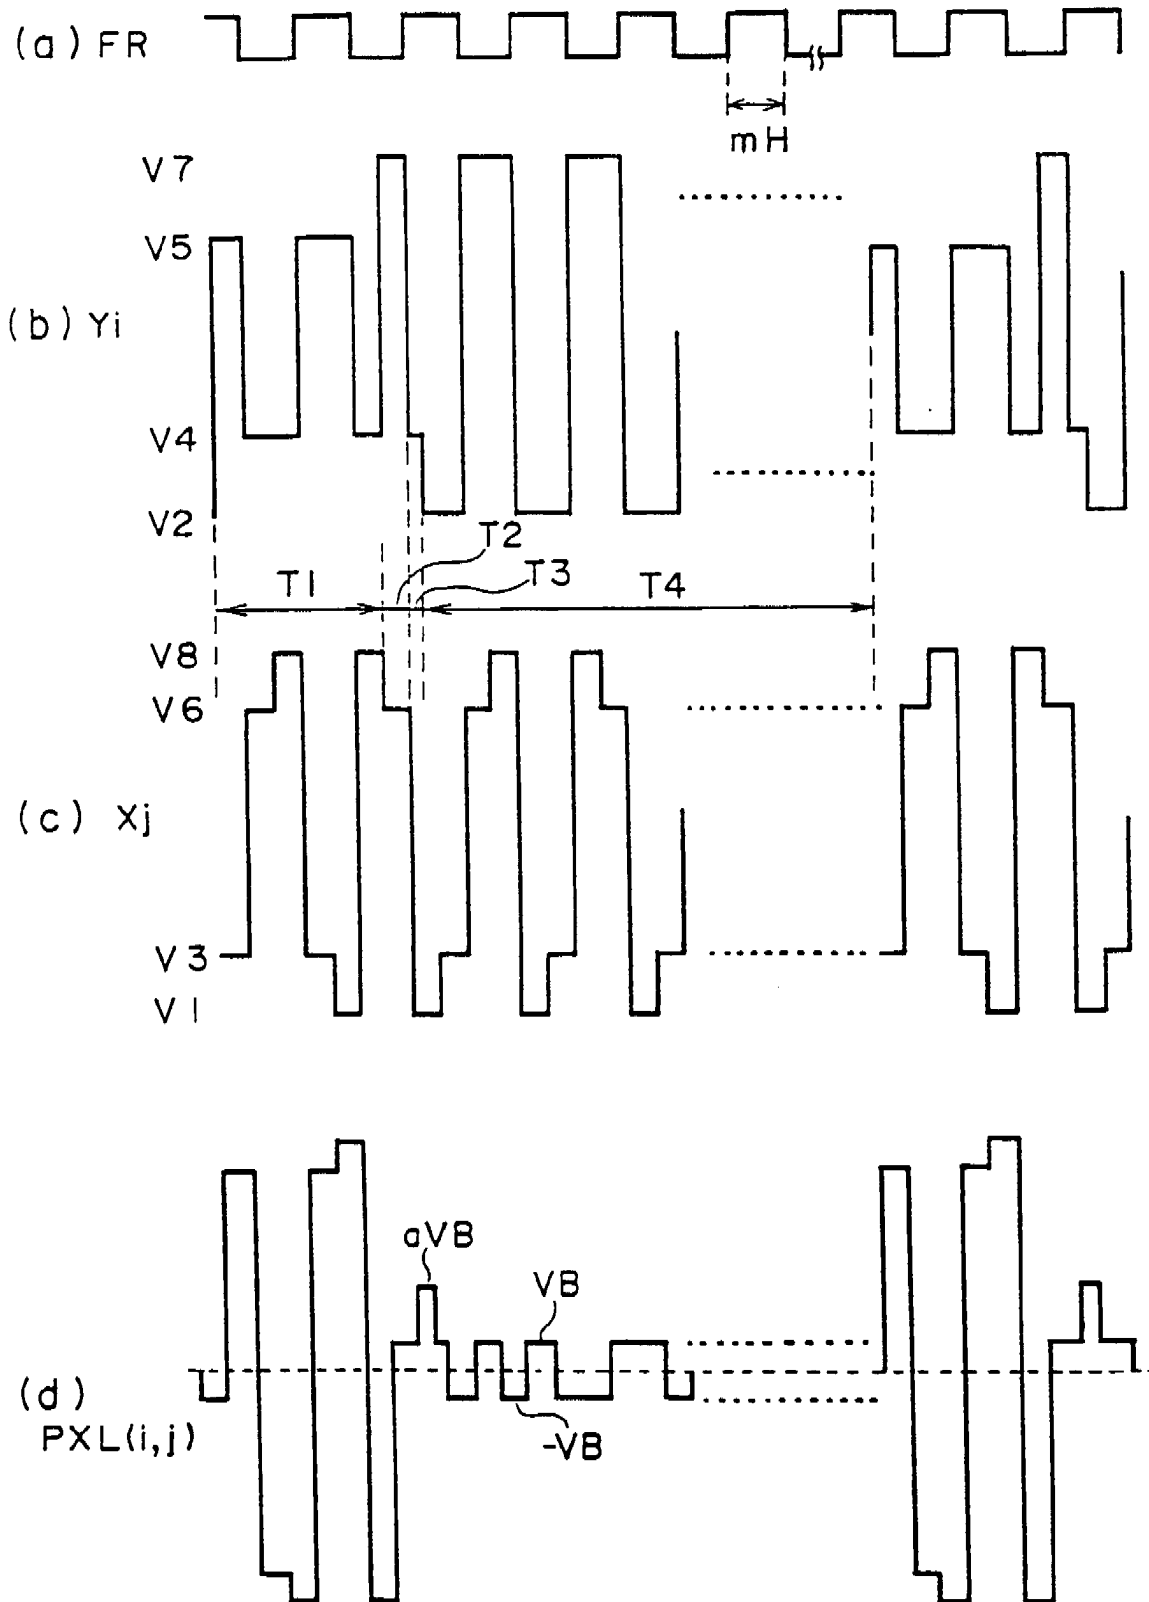 (a) FR
mH
V7
V5
(b) Yi
V4
V2
T2
T3
T1
T4
V8
V6
(c) Xj
V3
V1
aVB
VB
(d)
PXL(i,j)
-VB